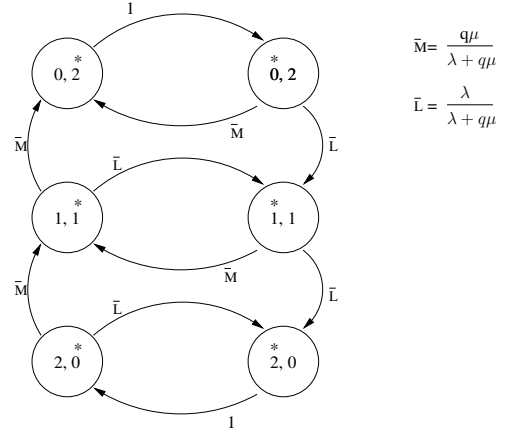 1
* *
0, 2 0, 2
M̄ = qμ / λ + qμ
L̄ = λ / λ + qμ
M̄
M̄ L̄ L̄
* *
1, 1 1, 1
M̄
M̄ L̄ L̄
* *
2, 0 2, 0
1